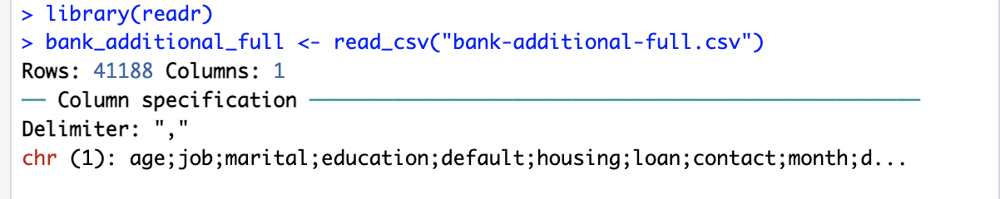 > library(readr)
> bank_additional_full <- read_csv("bank-additional-full.csv")
Rows: 41188 Columns: 1
── Column specification ────────────────────────────────────────────────
Delimiter: ","
chr (1): age;job;marital;education;default;housing;loan;contact;month;d...